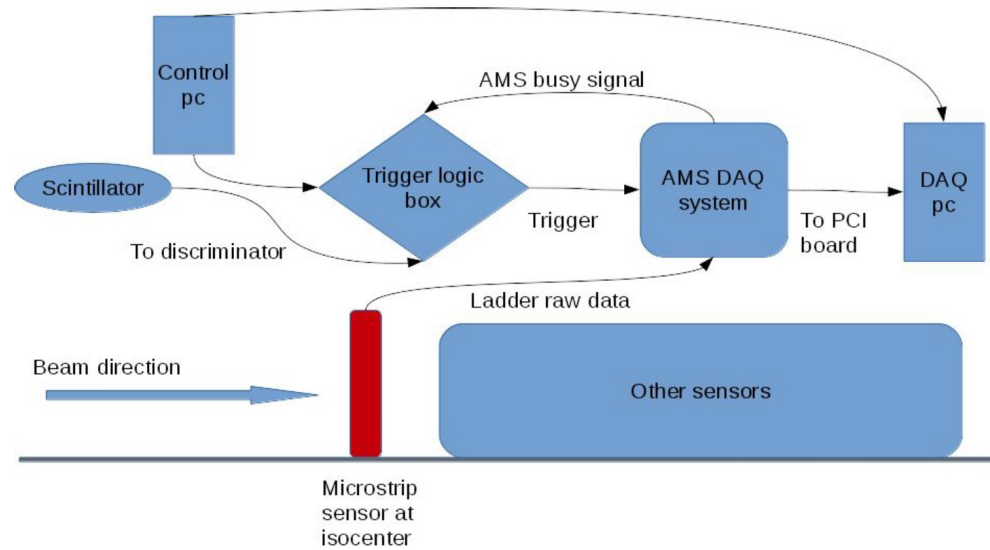 Control
pc
AMS busy signal
Scintillator
Trigger logic
box
AMS DAQ
system
DAQ
pc
Trigger
To PCI
board
To discriminator
Ladder raw data
Beam direction
Other sensors
Microstrip
sensor at
isocenter